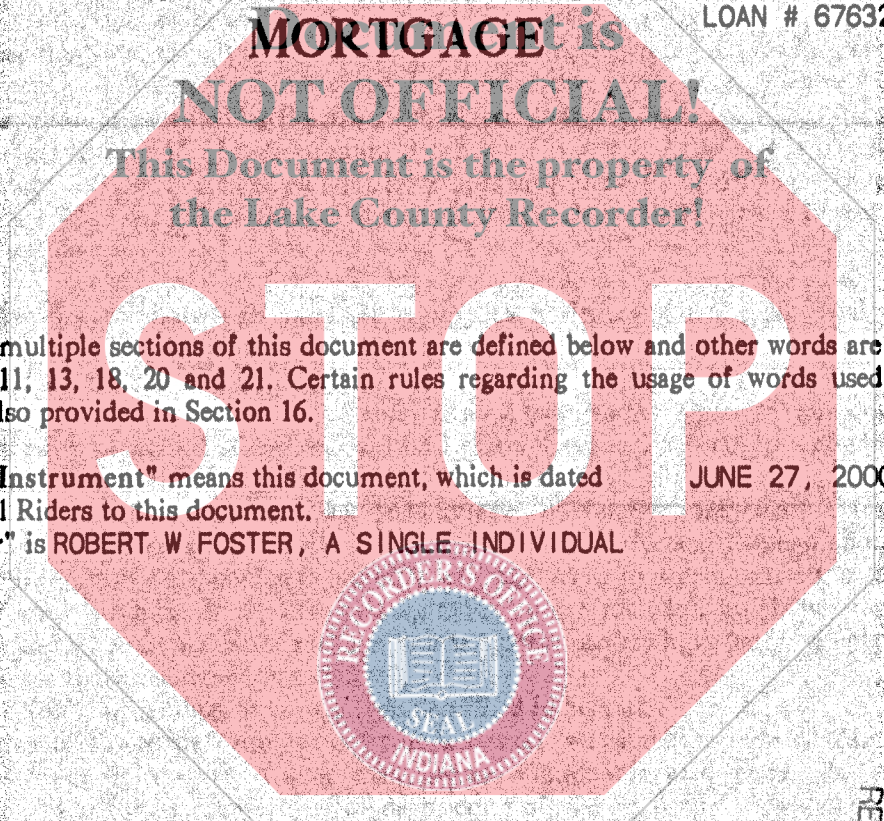 MORTGAGE
LOAN # 67632
Document is
NOT OFFICIAL!
This Document is the property of
the Lake County Recorder!
STOP
multiple sections of this document are defined below and other words are
11, 13, 18, 20 and 21. Certain rules regarding the usage of words used
lso provided in Section 16.
Instrument" means this document, which is dated JUNE 27, 2000
l Riders to this document.
" is ROBERT W FOSTER, A SINGLE INDIVIDUAL
RECORDER'S OFFICE
SEAL
INDIANA
RE